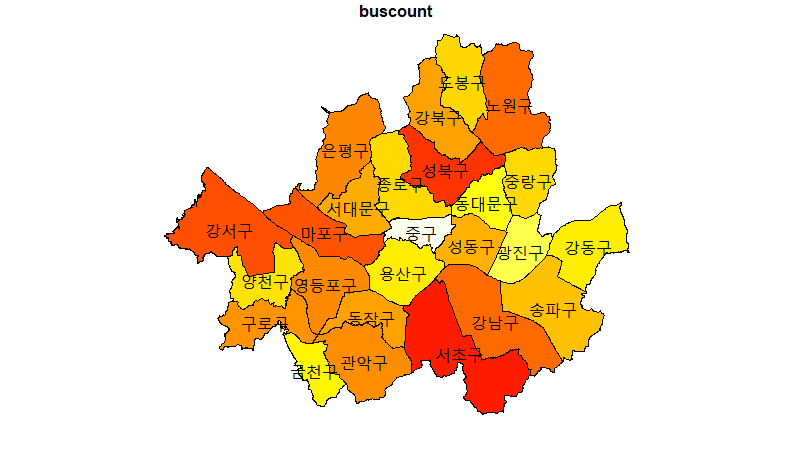 buscount
도봉구
노원구
강북구
은평구
성북구
종로구
중랑구
서대문구
동대문구
강서구
마포구
중구
성동구
광진구
강동구
양천구
용산구
영등포구
송파구
구로구
동작구
강남구
서초구
관악구
금천구